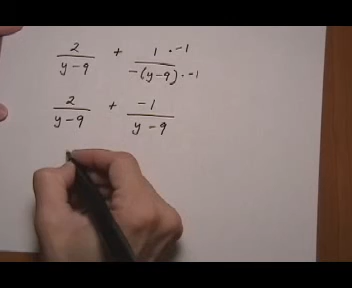 2/(y-9) + 1·-1/(-(y-9)·-1)
2/(y-9) + -1/(y-9)